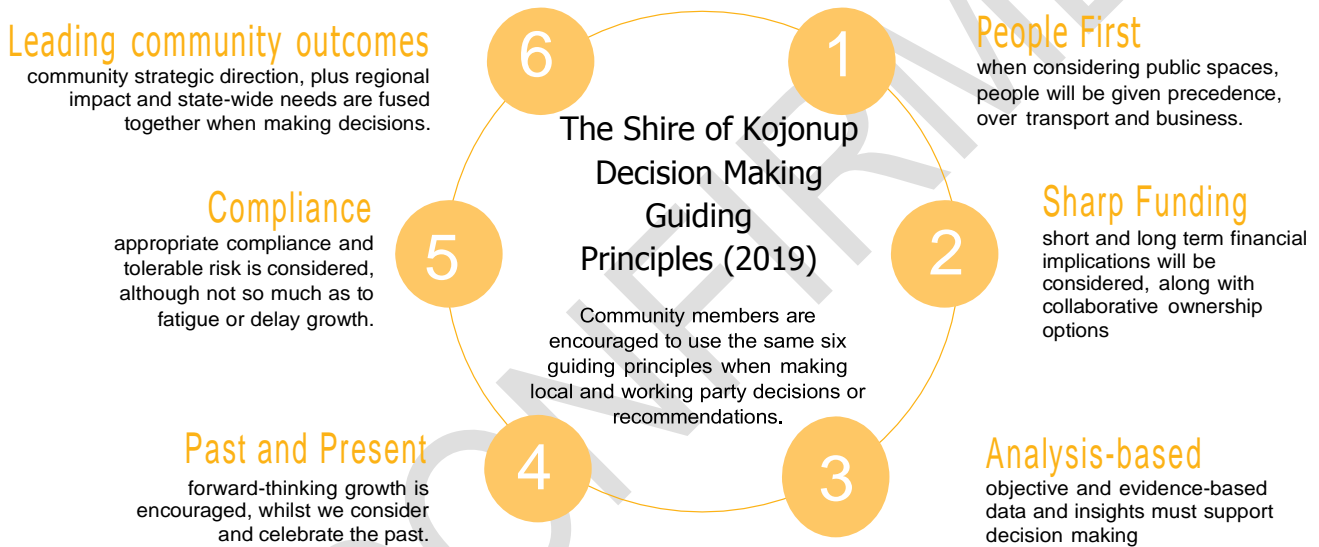 1
People First
when considering public spaces,
people will be given precedence,
over transport and business.
2
Sharp Funding
short and long term financial
implications will be
considered, along with
collaborative ownership
options
3
Analysis-based
objective and evidence-based
data and insights must support
decision making
4
Past and Present
forward-thinking growth is
encouraged, whilst we consider
and celebrate the past.
5
Compliance
appropriate compliance and
tolerable risk is considered,
although not so much as to
fatigue or delay growth.
6
Leading community outcomes
community strategic direction, plus regional
impact and state-wide needs are fused
together when making decisions.
The Shire of Kojonup
Decision Making
Guiding
Principles (2019)
Community members are
encouraged to use the same six
guiding principles when making
local and working party decisions or
recommendations.